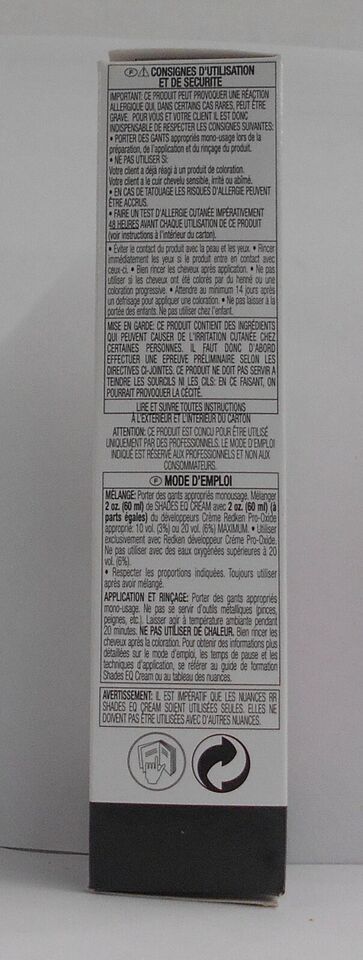 F CONSIGNES D'UTILISATION
ET DE SECURITE
IMPORTANT: CE PRODUIT PEUT PROVOQUER UNE RÉACTION
ALLERGIQUE QUI, DANS CERTAINS CAS RARES, PEUT ÊTRE
GRAVE. POUR VOUS ET VOTRE CLIENT IL EST DONC
INDISPENSABLE DE RESPECTER LES CONSIGNES SUIVANTES:
• PORTER DES GANTS appropriés mono-usage lors de la
préparation, de l'application et du rinçage du produit.
• NE PAS UTILISER SI:
Votre client a déjà réagi à un produit de coloration.
Votre client a le cuir chevelu sensible, irrité ou abîmé.
• EN CAS DE TATOUAGE LES RISQUES D'ALLERGIE PEUVENT
ÊTRE ACCRUS.
• FAIRE UN TEST D'ALLERGIE CUTANÉE IMPÉRATIVEMENT
48 HEURES AVANT CHAQUE UTILISATION DE CE PRODUIT
(voir instructions à l'intérieur du carton).
• Éviter le contact du produit avec la peau et les yeux. • Rincer
immédiatement les yeux si le produit entre en contact avec
ceux-ci. • Bien rincer les cheveux après application. • Ne pas
utiliser si les cheveux ont été colorés par du henné ou une
coloration progressive. • Attendre au minimum 14 jours après
un défrisage pour appliquer une coloration. • Ne pas laisser à la
portée des enfants. Ne pas utiliser chez l'enfant.
MISE EN GARDE: CE PRODUIT CONTIENT DES INGRÉDIENTS
QUI PEUVENT CAUSER DE L'IRRITATION CUTANÉE CHEZ
CERTAINES PERSONNES. IL FAUT DONC D'ABORD
EFFECTUER UNE ÉPREUVE PRÉLIMINAIRE SELON LES
DIRECTIVES CI-JOINTES. CE PRODUIT NE DOIT PAS SERVIR A
TEINDRE LES SOURCILS NI LES CILS: EN CE FAISANT, ON
POURRAIT PROVOQUER LA CÉCITÉ.
LIRE ET SUIVRE TOUTES INSTRUCTIONS
A L'EXTÉRIEUR ET L'INTÉRIEUR DU CARTON
ATTENTION: CE PRODUIT EST CONÇU POUR ÊTRE UTILISÉ
UNIQUEMENT PAR DES PROFESSIONNELS. LE MODE D'EMPLOI
INDIQUÉ EST RÉSERVÉ AUX PROFESSIONNELS ET NON AUX
CONSOMMATEURS.
F MODE D'EMPLOI
MÉLANGE: Porter des gants appropriés monousage. Mélanger
2 oz. (60 ml) de SHADES EQ CREAM avec 2 oz. (60 ml) (à
parts égales) du développeurs Crème Redken Pro-Oxide
approprié: 10 vol. (3%) ou 20 vol. (6%) MAXIMUM. • Utiliser
exclusivement avec Redken développeur Crème Pro-Oxide.
Ne pas utiliser avec des eaux oxygénées supérieures à 20
vol. (6%).
• Respecter les proportions indiquées. Toujours utiliser
après avoir mélangé.
APPLICATION ET RINÇAGE: Porter des gants appropriés
mono-usage. Ne pas se servir d'outils métalliques (pinces,
peignes, etc.). Laisser agir à température ambiante pendant
20 minutes. NE PAS UTILISER DE CHALEUR. Bien rincer les
cheveux après la coloration. Pour obtenir des informations plus
détaillées sur le mode d'emploi, les temps de pause et les
techniques d'application, se référer au guide de formation
Shades EQ Cream ou au tableau des nuances.
AVERTISSEMENT: IL EST IMPÉRATIF QUE LES NUANCES RR
SHADES EQ CREAM SOIENT UTILISÉES SEULES. ELLES NE
DOIVENT PAS ÊTRE UTILISÉES AVEC D'AUTRES NUANCES.